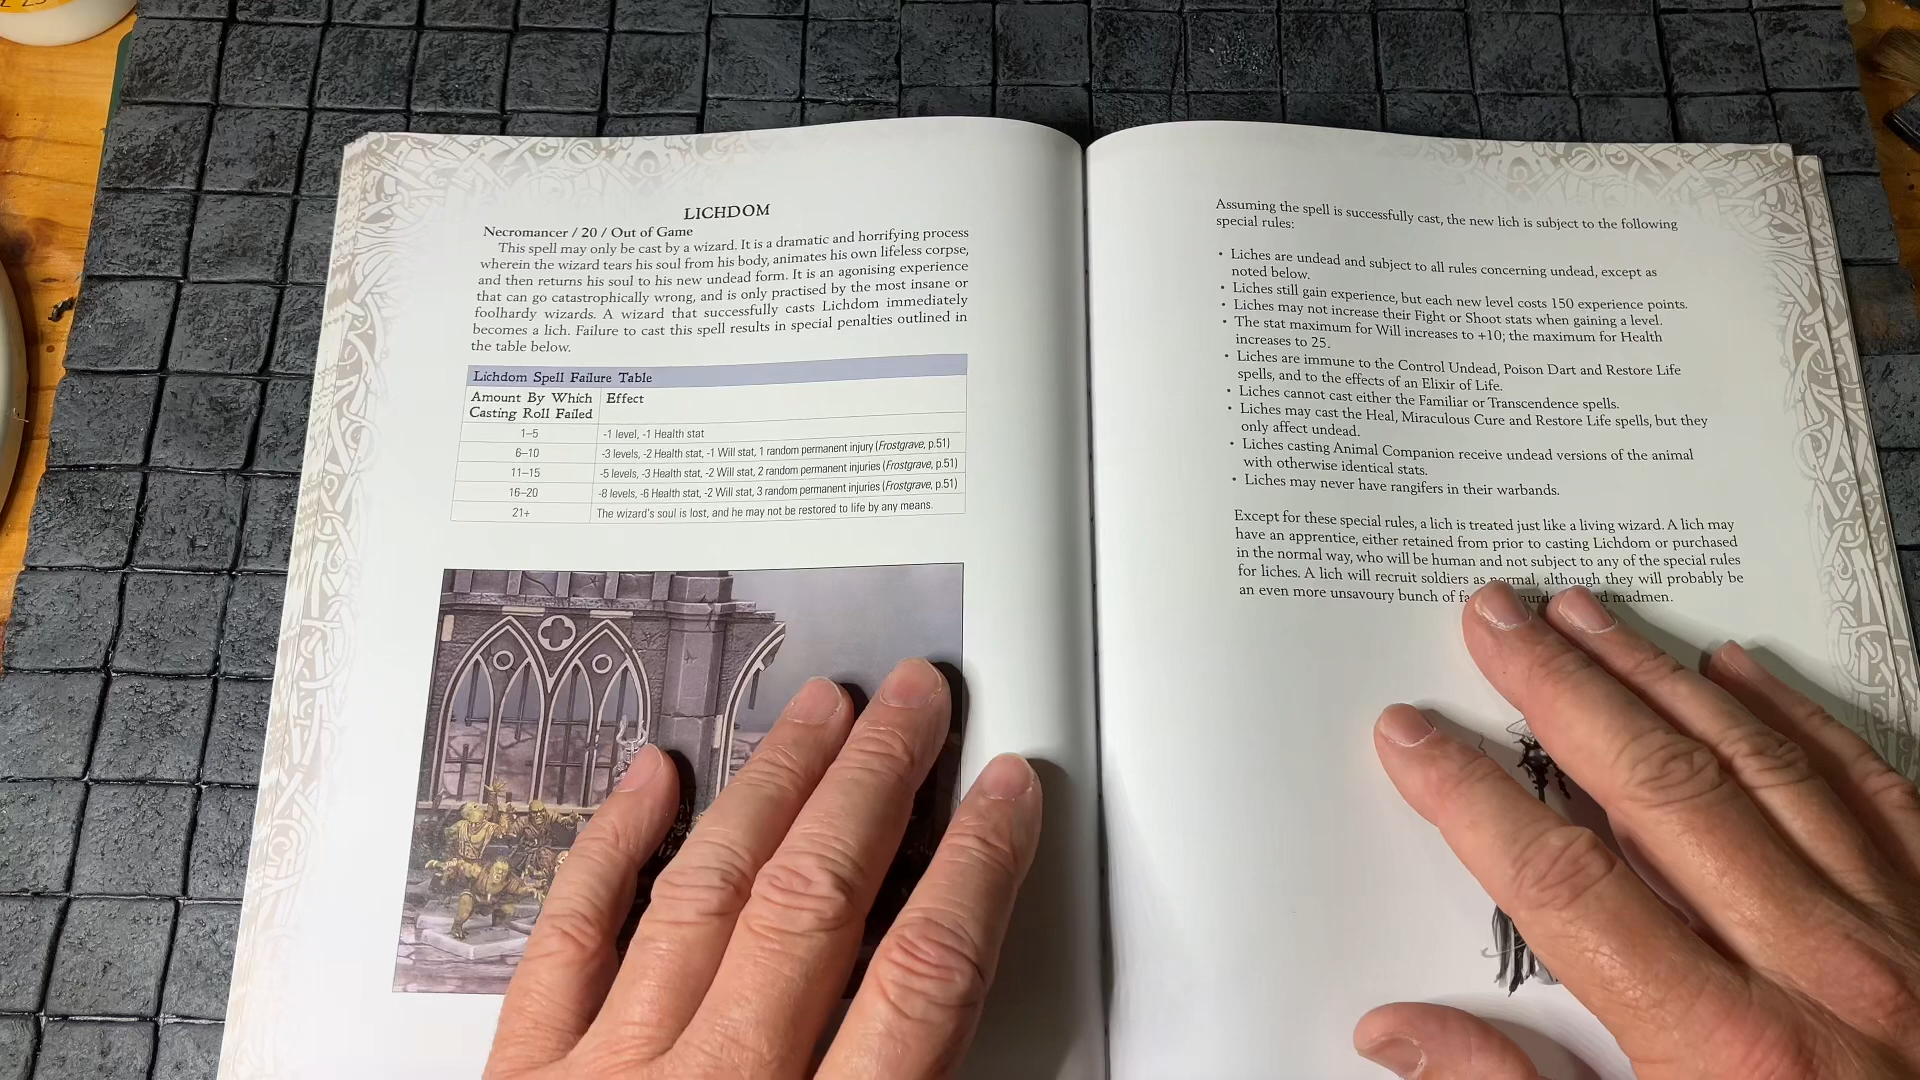 LICHDOM
Necromancer / 20 / Out of Game
This spell may only be cast by a wizard. It is a dramatic and horrifying process
wherein the wizard tears his soul from his body, animates his own lifeless corpse,
and then returns his soul to his new undead form. It is an agonising experience
that can go catastrophically wrong, and is only practised by the most insane or
foolhardy wizards. A wizard that successfully casts Lichdom immediately
becomes a lich. Failure to cast this spell results in special penalties outlined in
the table below.
Lichdom Spell Failure Table
Amount By Which Effect
Casting Roll Failed
1–5 -1 level, -1 Health stat
6–10 -3 levels, -2 Health stat, -1 Will stat, 1 random permanent injury (Frostgrave, p.51)
11–15 -5 levels, -3 Health stat, -2 Will stat, 2 random permanent injuries (Frostgrave, p.51)
16–20 -8 levels, -6 Health stat, -2 Will stat, 3 random permanent injuries (Frostgrave, p.51)
21+ The wizard's soul is lost, and he may not be restored to life by any means.
Assuming the spell is successfully cast, the new lich is subject to the following
special rules:
• Liches are undead and subject to all rules concerning undead, except as
noted below.
• Liches still gain experience, but each new level costs 150 experience points.
• Liches may not increase their Fight or Shoot stats when gaining a level.
• The stat maximum for Will increases to +10; the maximum for Health
increases to 25.
• Liches are immune to the Control Undead, Poison Dart and Restore Life
spells, and to the effects of an Elixir of Life.
• Liches cannot cast either the Familiar or Transcendence spells.
• Liches may cast the Heal, Miraculous Cure and Restore Life spells, but they
only affect undead.
• Liches casting Animal Companion receive undead versions of the animal
with otherwise identical stats.
• Liches may never have rangifers in their warbands.
Except for these special rules, a lich is treated just like a living wizard. A lich may
have an apprentice, either retained from prior to casting Lichdom or purchased
in the normal way, who will be human and not subject to any of the special rules
for liches. A lich will recruit soldiers as normal, although they will probably be
an even more unsavoury bunch of madmen.